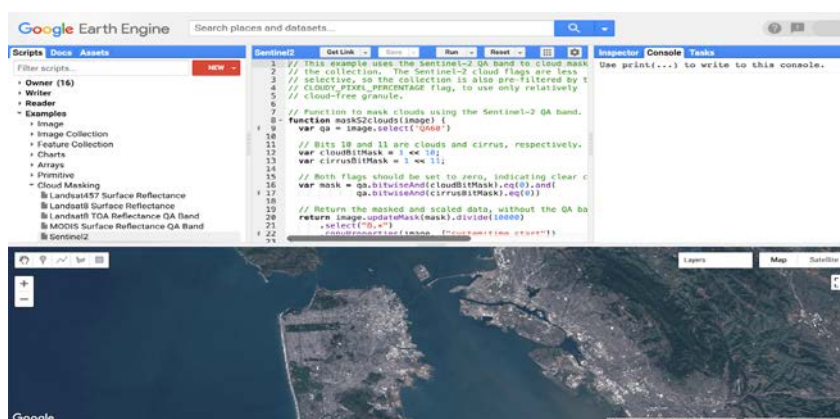 Google Earth Engine
Search places and datasets...
Scripts Docs Assets
Filter scripts...
NEW
Owner (16)
Writer
Reader
Examples
Image
Image Collection
Feature Collection
Charts
Arrays
Primitive
Cloud Masking
Landsat457 Surface Reflectance
Landsat8 Surface Reflectance
Landsat8 TOA Reflectance QA Band
MODIS Surface Reflectance QA Band
Sentinel2
Sentinel2
Get Link
Save
Run
Reset
1 // This example uses the Sentinel-2 QA band to cloud mask
2 // the collection. The Sentinel-2 cloud flags are less
3 // selective, so the collection is also pre-filtered by t
4 // CLOUDY_PIXEL_PERCENTAGE flag, to use only relatively
5 // cloud-free granule.
6
7 // Function to mask clouds using the Sentinel-2 QA band.
8 function maskS2clouds(image) {
i 9 var qa = image.select('QA60')
10
11 // Bits 10 and 11 are clouds and cirrus, respectively.
12 var cloudBitMask = 1 << 10;
13 var cirrusBitMask = 1 << 11;
14
15 // Both flags should be set to zero, indicating clear c
16 var mask = qa.bitwiseAnd(cloudBitMask).eq(0).and(
i 17 qa.bitwiseAnd(cirrusBitMask).eq(0))
18
19 // Return the masked and scaled data, without the QA ba
20 return image.updateMask(mask).divide(10000)
21 .select("B.*")
i 22 .copyProperties(image, ["system:time_start"])
23
Inspector Console Tasks
Use print(...) to write to this console.
Layers
Map
Satellite
Google